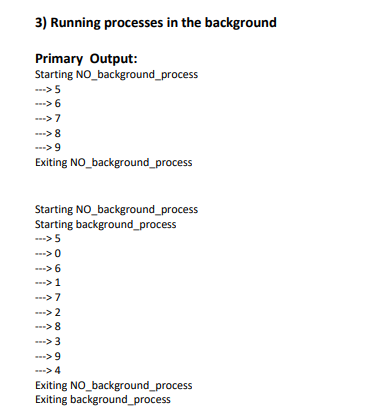 3) Running processes in the background
Primary Output:
Starting NO_background_process
---> 5
---> 6
---> 7
---> 8
---> 9
Exiting NO_background_process
Starting NO_background_process
Starting background_process
---> 5
---> 0
---> 6
---> 1
---> 7
---> 2
---> 8
---> 3
---> 9
---> 4
Exiting NO_background_process
Exiting background_process